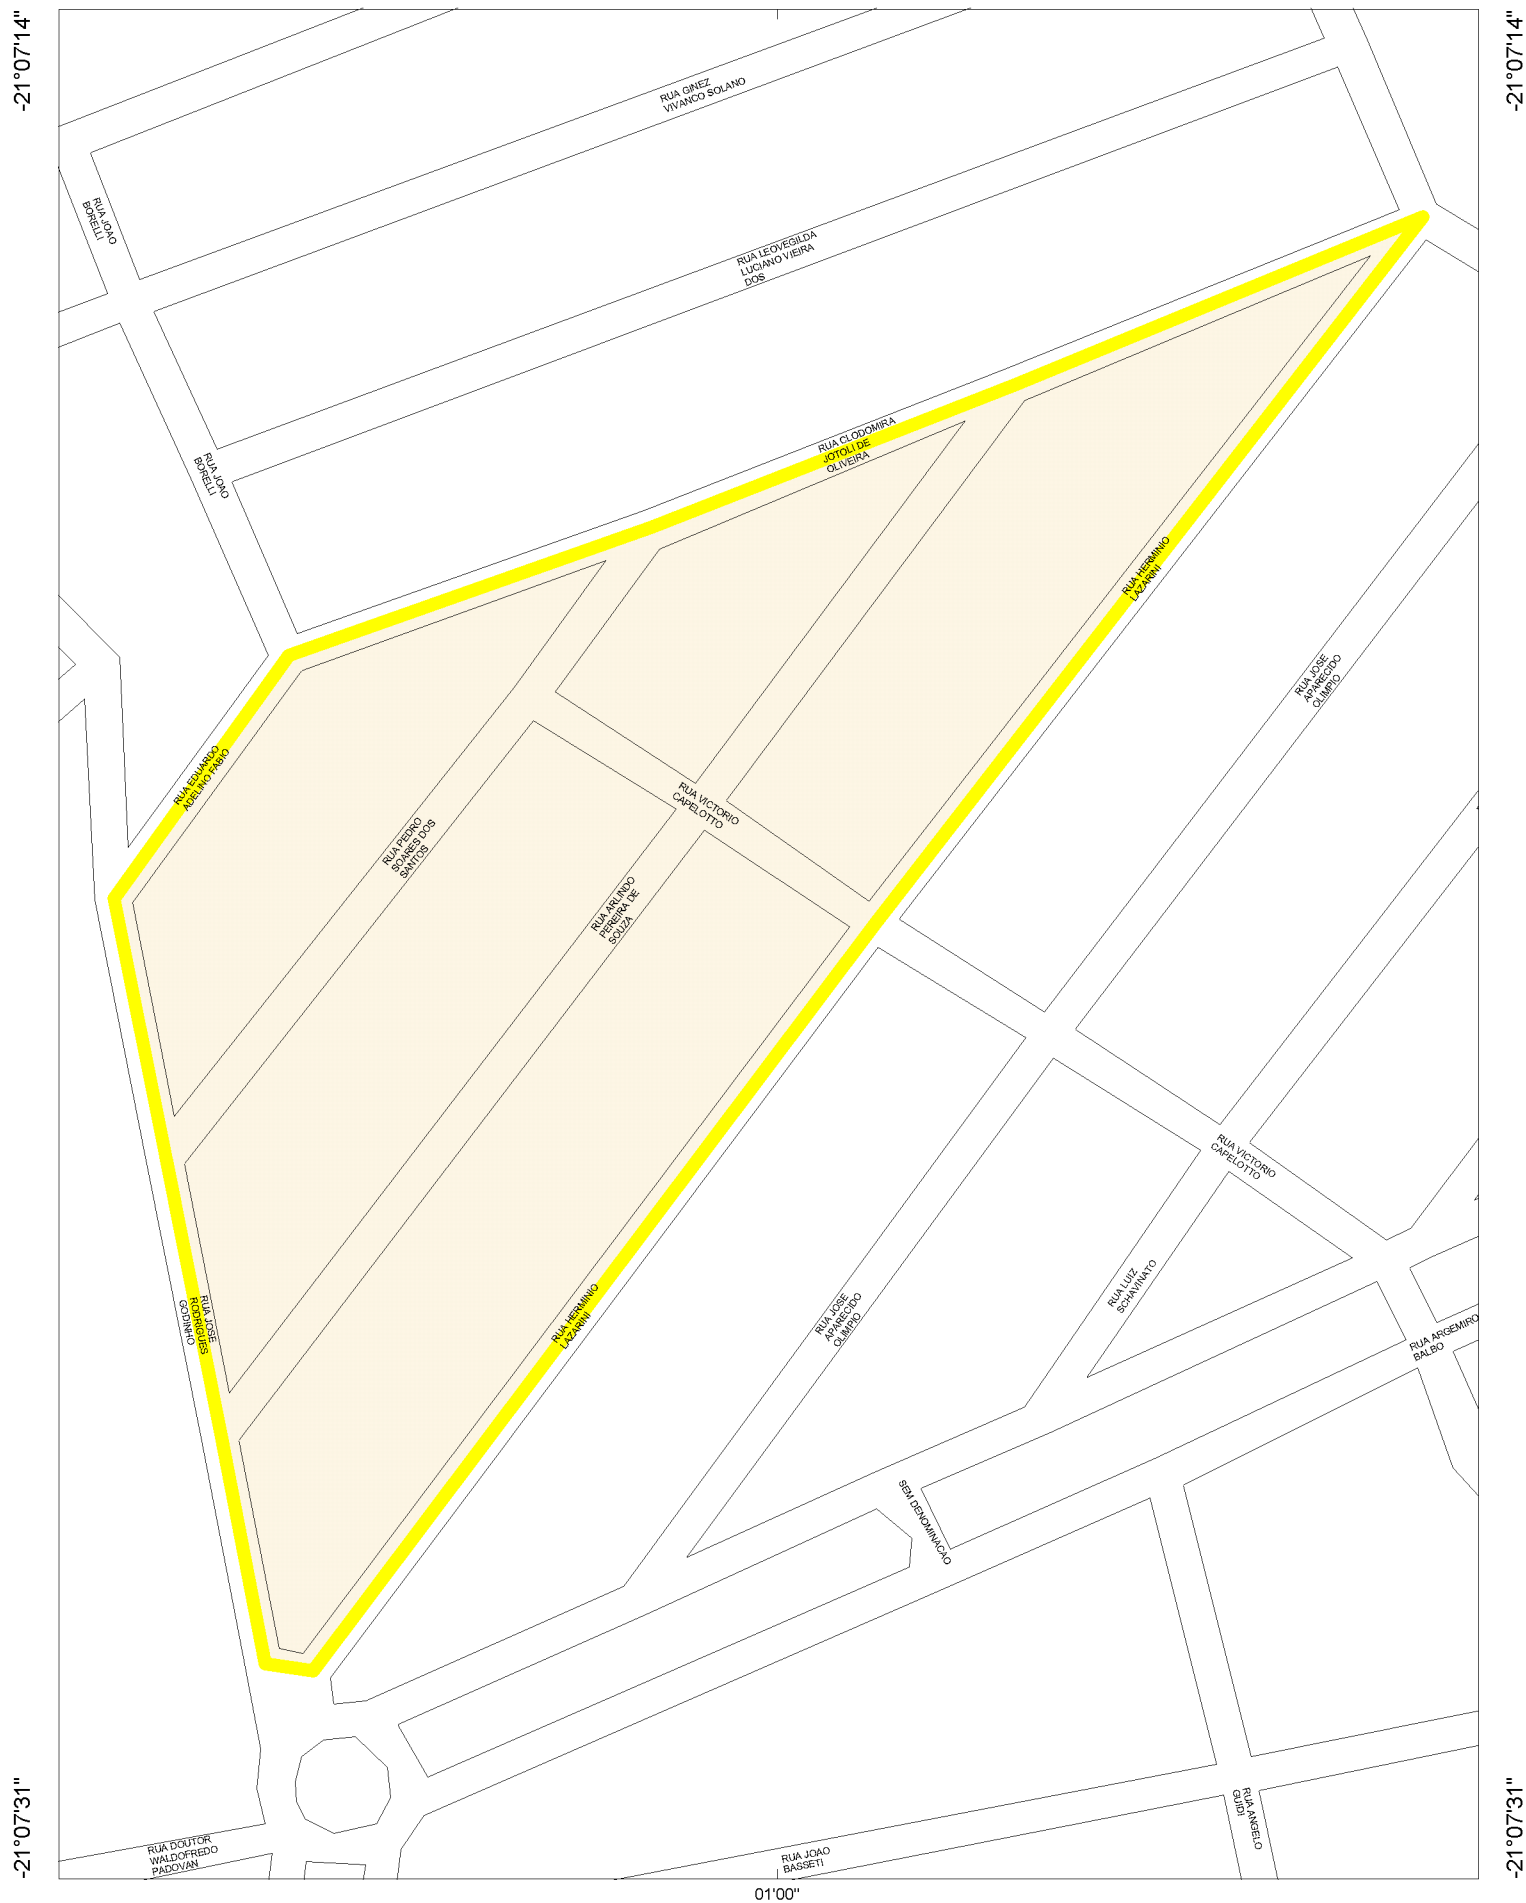 -21°07'14"
-21°07'14"
RUA GINEZ
VIVANCO SOLANO
RUA JOAO
BORELLI
RUA LEOVEGILDA
LUCIANO VIEIRA
DOS
RUA JOAO
BORELLI
RUA CLODOMIRA
JOTOLI DE
OLIVEIRA
RUA HERMINIO
LAZARINI
RUA JOSE
APARECIDO
OLIMPIO
RUA EDUARDO
ADELINO FABIO
RUA VICTORIO
CAPELOTTO
RUA PEDRO
SOARES DOS
SANTOS
RUA ARLINDO
PEREIRA DE
SOUZA
RUA VICTORIO
CAPELOTTO
RUA LUIZ
SCHAVINATO
RUA JOSE
RODRIGUES
GODINHO
RUA HERMINIO
LAZARINI
RUA JOSE
APARECIDO
OLIMPIO
RUA ARGEMIRO
BALBO
SEM DENOMINACAO
RUA ANGELO
GUIDI
RUA DOUTOR
WALDOFREDO
PADOVAN
RUA JOAO
BASSETI
-21°07'31"
-21°07'31"
01'00"